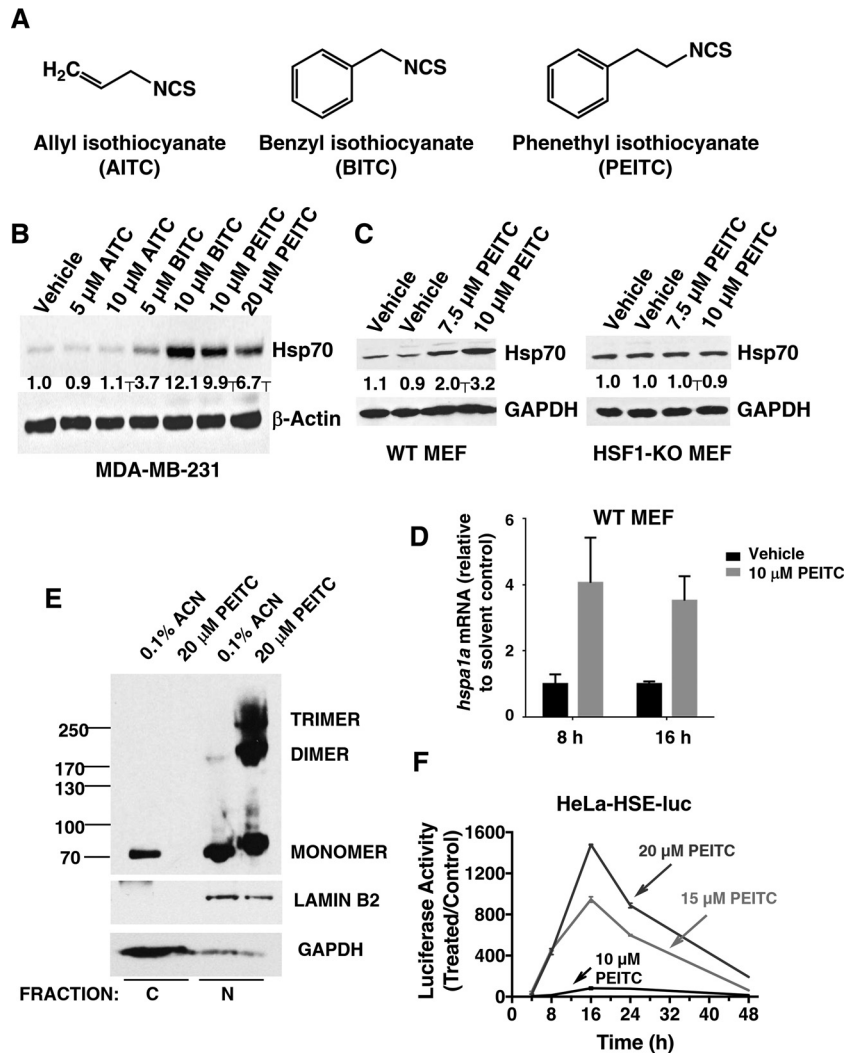 A
H₂C
NCS
NCS
NCS
Allyl isothiocyanate
(AITC)
Benzyl isothiocyanate
(BITC)
Phenethyl isothiocyanate
(PEITC)
B
Vehicle
5 µM AITC
10 µM AITC
5 µM BITC
10 µM BITC
10 µM PEITC
20 µM PEITC
Hsp70
1.0 0.9 1.1 3.7 12.1 9.9 6.7
β-Actin
MDA-MB-231
C
Vehicle
Vehicle
7.5 µM PEITC
10 µM PEITC
Hsp70
1.1 0.9 2.0 3.2
GAPDH
WT MEF
Vehicle
Vehicle
7.5 µM PEITC
10 µM PEITC
Hsp70
1.0 1.0 1.0 0.9
GAPDH
HSF1-KO MEF
D
WT MEF
hspa1a mRNA (relative
to solvent control)
6
4
2
0
8 h
16 h
Vehicle
10 µM PEITC
E
0.1% ACN
20 µM PEITC
0.1% ACN
20 µM PEITC
250
170
130
100
70
TRIMER
DIMER
MONOMER
LAMIN B2
GAPDH
FRACTION: C N
F
HeLa-HSE-luc
Luciferase Activity
(Treated/Control)
1600
1200
800
400
0
20 µM PEITC
15 µM PEITC
10 µM
PEITC
0 8 16 24 32 40 48
Time (h)